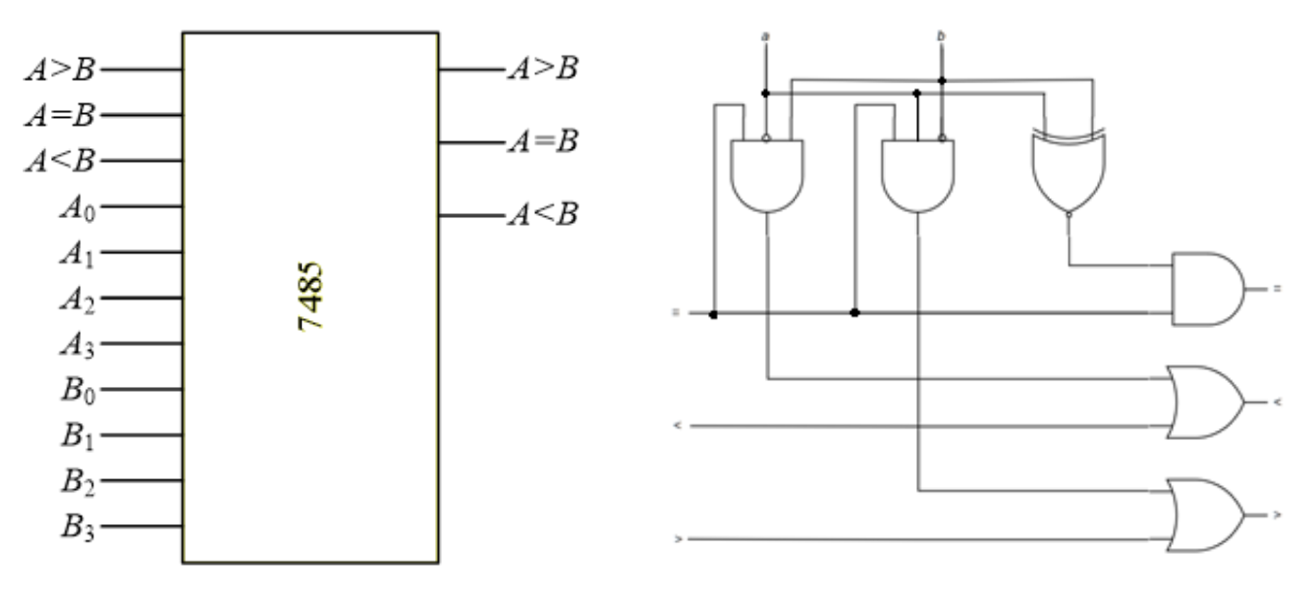 A>B
A=B
A<B
A₀
A₁
A₂
A₃
B₀
B₁
B₂
B₃
7485
A>B
A=B
A<B
a
b
=
<
>
=
<
>